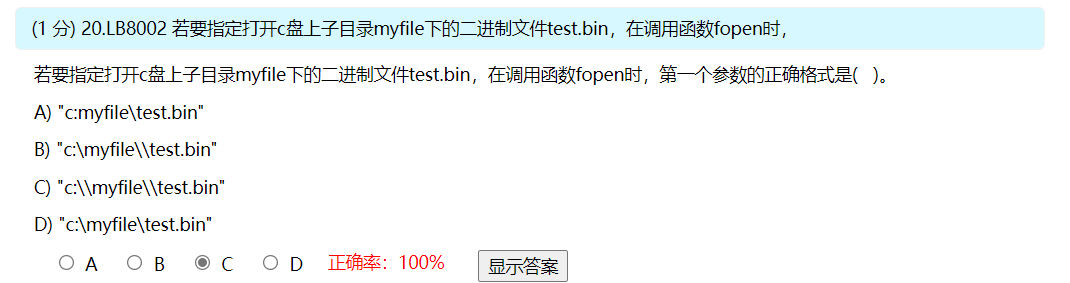 (1 分) 20.LB8002 若要指定打开c盘上子目录myfile下的二进制文件test.bin，在调用函数fopen时，
若要指定打开c盘上子目录myfile下的二进制文件test.bin，在调用函数fopen时，第一个参数的正确格式是(   )。
A) "c:myfile\test.bin"
B) "c:\myfile\\test.bin"
C) "c:\\myfile\\test.bin"
D) "c:\myfile\test.bin"
A B C D 正确率：100% 显示答案